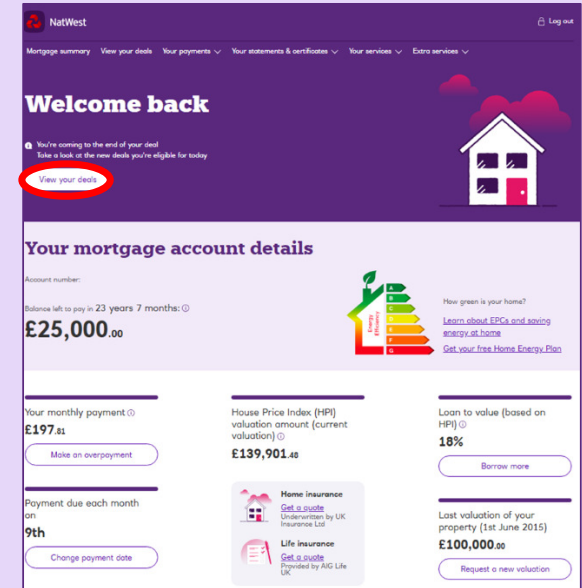 NatWest
Log out
Mortgage summary View your deals Your payments Your statements & certificates Your services Extra services
Welcome back
You're coming to the end of your deal
Take a look at the new deals you're eligible for today
View your deals
Your mortgage account details
Account number:
Balance left to pay in 23 years 7 months:
£25,000.00
A
B
C
D
E
F
G
Energy
Efficiency
How green is your home?
Learn about EPCs and saving
energy at home
Get your free Home Energy Plan
Your monthly payment
£197.81
Make an overpayment
Payment due each month
on
9th
Change payment date
House Price Index (HPI)
valuation amount (current
valuation)
£139,901.48
Home insurance
Get a quote
Underwritten by UK
Insurance Ltd
Life insurance
Get a quote
Provided by AIG Life
UK
Loan to value (based on
HPI)
18%
Borrow more
Last valuation of your
property (1st June 2015)
£100,000.00
Request a new valuation